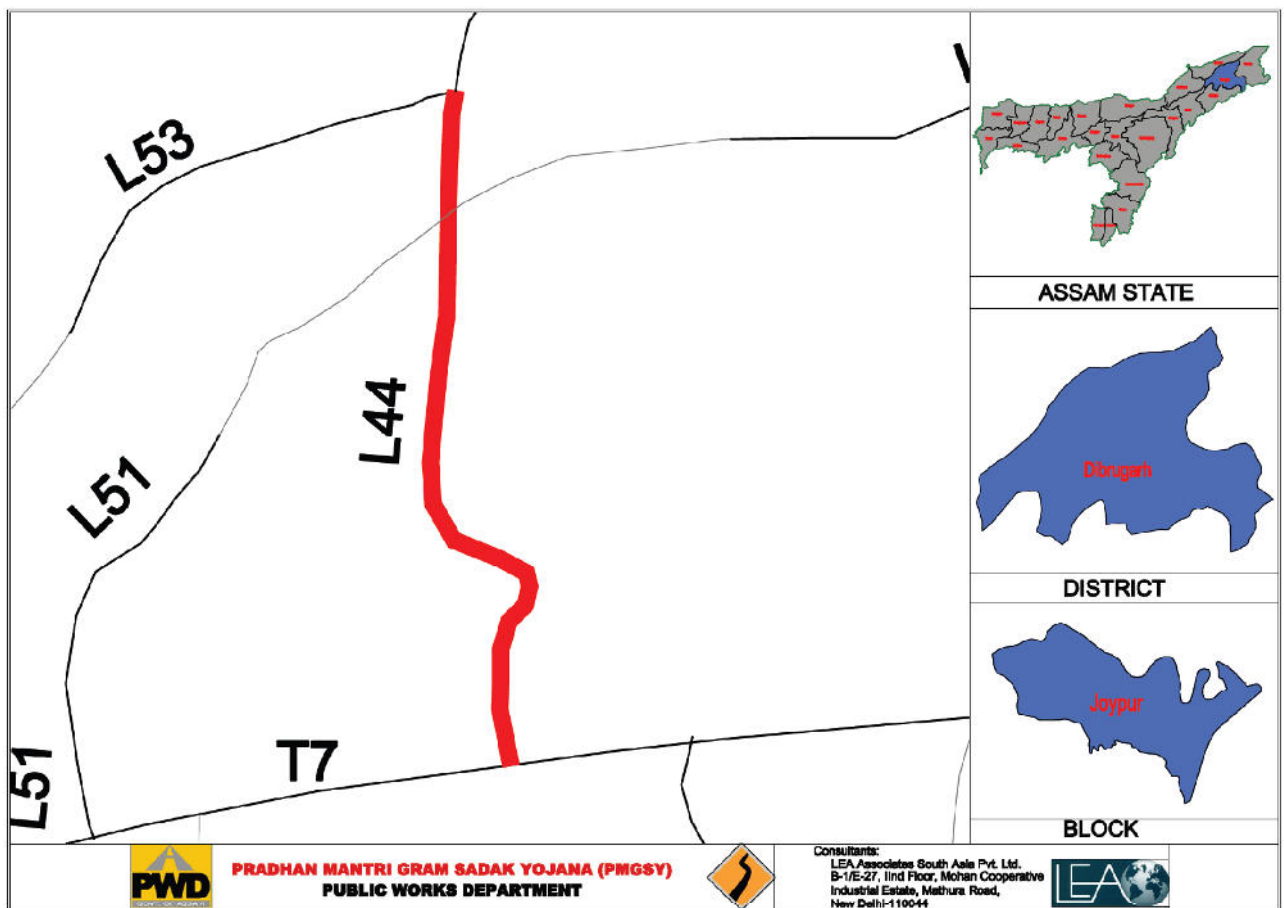 L53
L44
L51
L51
T7
ASSAM STATE
Dibrugarh
DISTRICT
Joypur
BLOCK
PWD
PRADHAN MANTRI GRAM SADAK YOJANA (PMGSY)
PUBLIC WORKS DEPARTMENT
Consultants:
LEA Associates South Asia Pvt. Ltd.
B-1/E-27, IInd Floor, Mohan Cooperative
Industrial Estate, Mathura Road,
New Delhi-110044
LEA